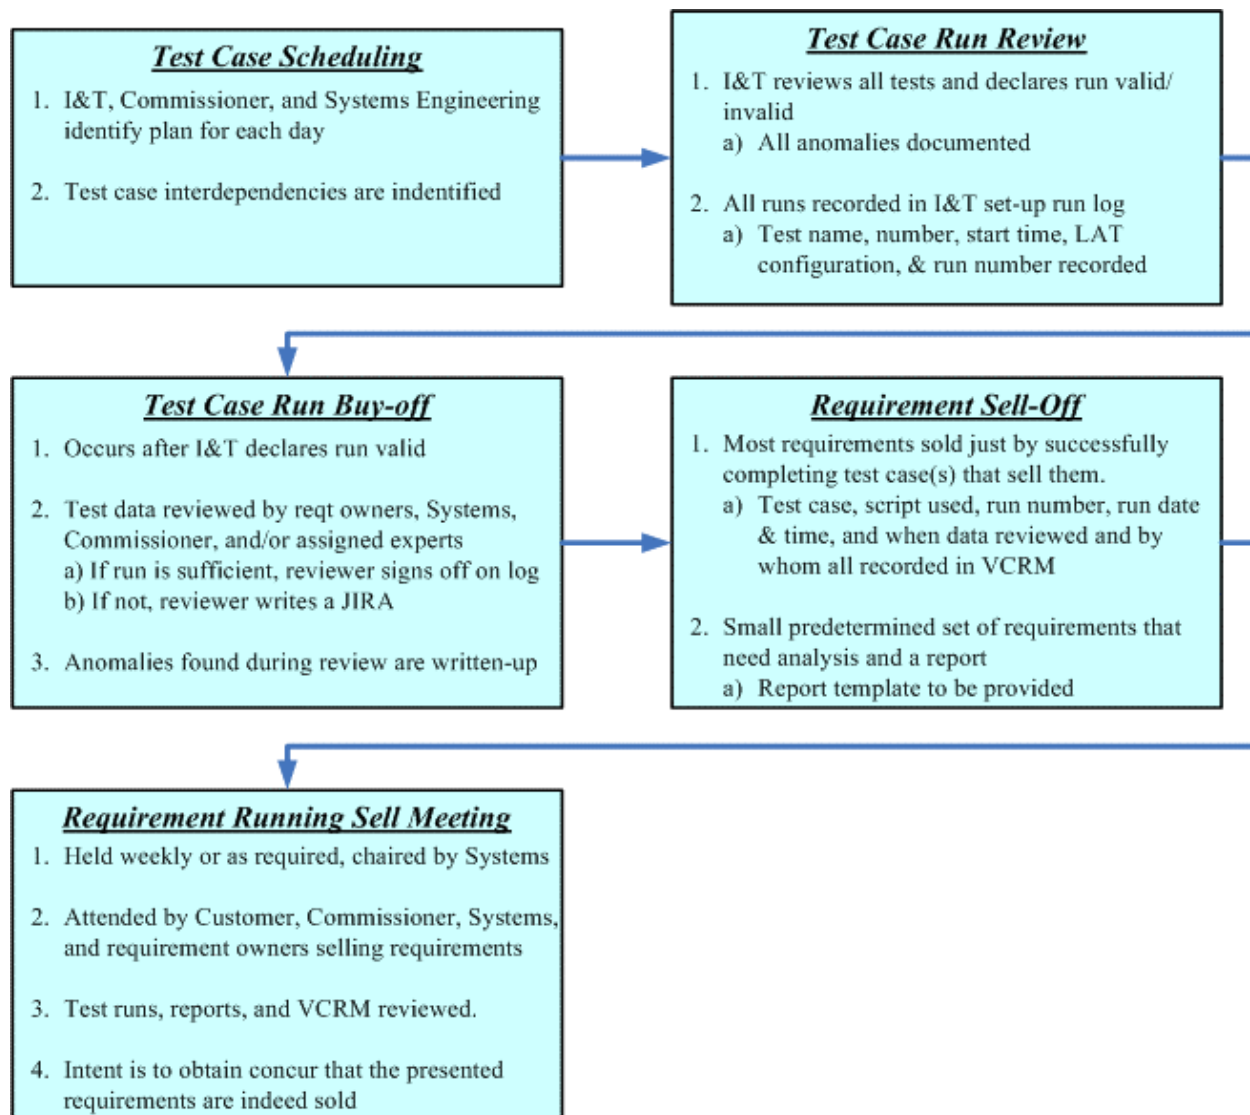 Test Case Scheduling
1. I&T, Commissioner, and Systems Engineering
identify plan for each day
2. Test case interdependencies are indentified
Test Case Run Review
1. I&T reviews all tests and declares run valid/
invalid
a) All anomalies documented
2. All runs recorded in I&T set-up run log
a) Test name, number, start time, LAT
configuration, & run number recorded
Test Case Run Buy-off
1. Occurs after I&T declares run valid
2. Test data reviewed by reqt owners, Systems,
Commissioner, and/or assigned experts
a) If run is sufficient, reviewer signs off on log
b) If not, reviewer writes a JIRA
3. Anomalies found during review are written-up
Requirement Sell-Off
1. Most requirements sold just by successfully
completing test case(s) that sell them.
a) Test case, script used, run number, run date
& time, and when data reviewed and by
whom all recorded in VCRM
2. Small predetermined set of requirements that
need analysis and a report
a) Report template to be provided
Requirement Running Sell Meeting
1. Held weekly or as required, chaired by Systems
2. Attended by Customer, Commissioner, Systems,
and requirement owners selling requirements
3. Test runs, reports, and VCRM reviewed.
4. Intent is to obtain concur that the presented
requirements are indeed sold